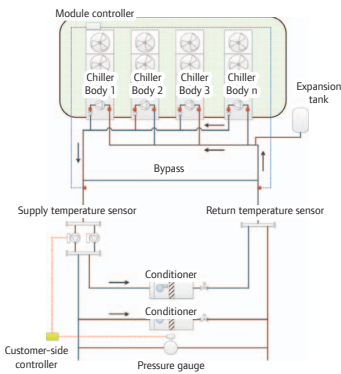 Module controller
Chiller
Body 1
Chiller
Body 2
Chiller
Body 3
Chiller
Body n
Expansion
tank
Bypass
Supply temperature sensor
Return temperature sensor
Conditioner
Conditioner
Customer-side
controller
Pressure gauge